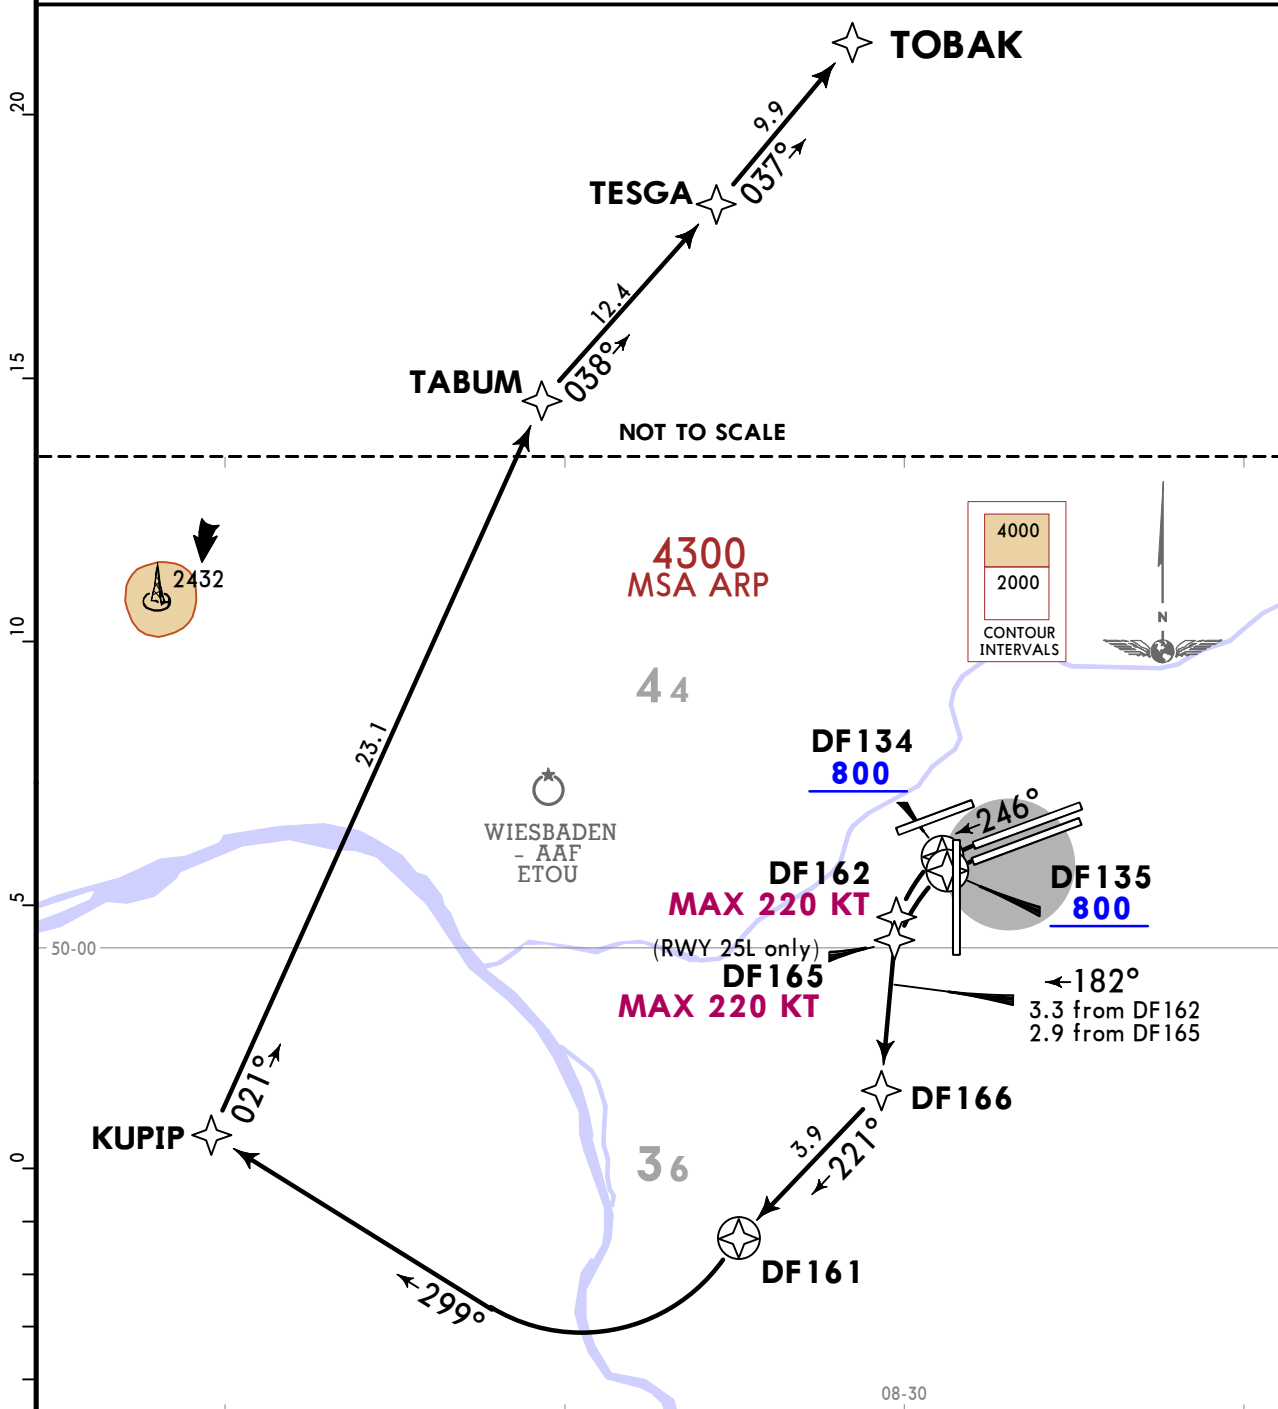 TOBAK
20
9.9
037°
TESGA
12.4
038°
15
TABUM
NOT TO SCALE
4000
2000
CONTOUR
INTERVALS
N
4300
MSA ARP
2432
10
44
23.1
DF134
800
246°
WIESBADEN
- AAF
ETOU
DF162
MAX 220 KT
DF135
800
5
50-00
(RWY 25L only)
DF165
MAX 220 KT
182°
3.3 from DF162
2.9 from DF165
021°
KUPIP
DF166
0
36
3.9
221°
DF161
299°
08-30